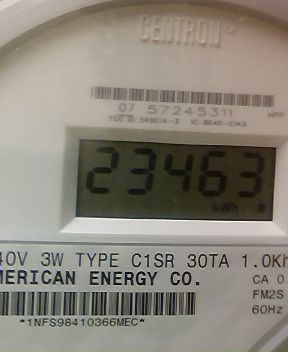 CENTRON®
07 57245311 HPP
23463
kWh
40V 3W TYPE C1SR 30TA 1.0Kh
MERICAN ENERGY CO. CA 0
FM2S
60Hz
*1NFS98410366MEC*